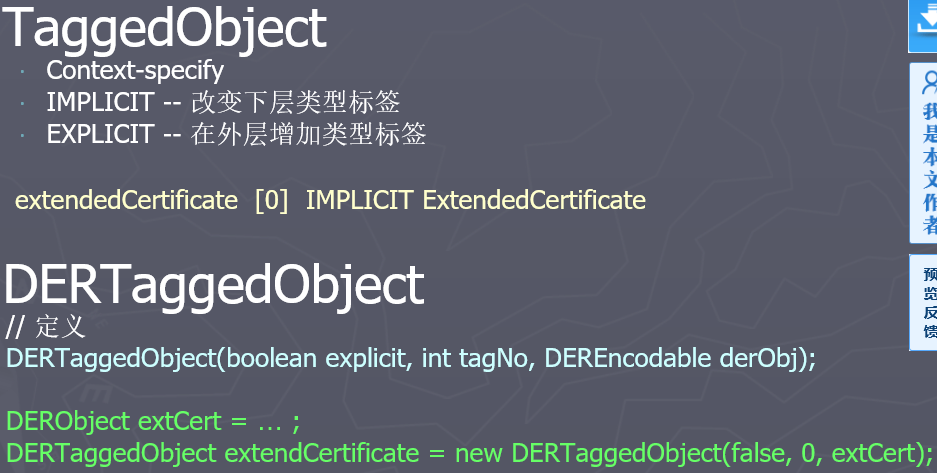 TaggedObject
· Context-specify
· IMPLICIT -- 改变下层类型标签
· EXPLICIT -- 在外层增加类型标签
extendedCertificate [0] IMPLICIT ExtendedCertificate
DERTaggedObject
// 定义
DERTaggedObject(boolean explicit, int tagNo, DEREncodable derObj);
DERObject extCert = … ;
DERTaggedObject extendCertificate = new DERTaggedObject(false, 0, extCert);
我是本文作者
预览反馈